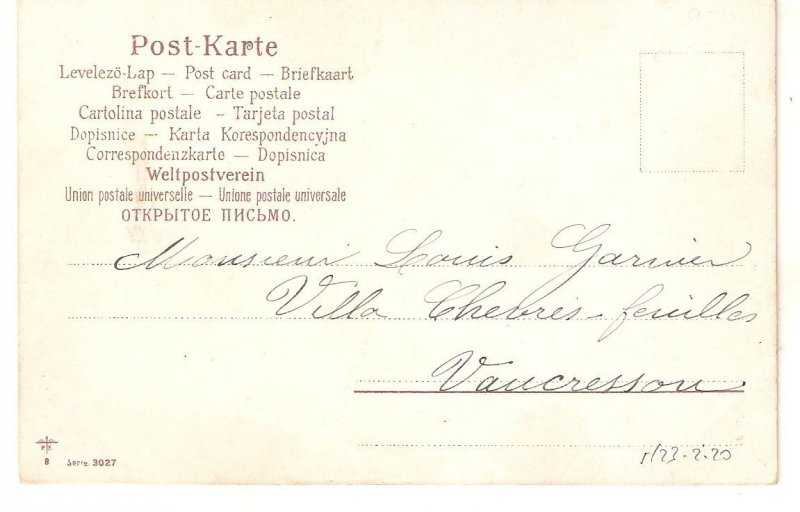 Post-Karte
Levelezö-Lap — Post card — Briefkaart
Brefkort — Carte postale
Cartolina postale – Tarjeta postal
Dopisnice — Karta Korespondencyjna
Correspondenzkarte — Dopisnica
Weltpostverein
Union postale universelle — Unione postale universale
ОТКРЫТОЕ ПИСЬМО.
Monsieur Louis Garnier
Villa Chèvres-feuilles
Vaucresson
8 Serie 3027